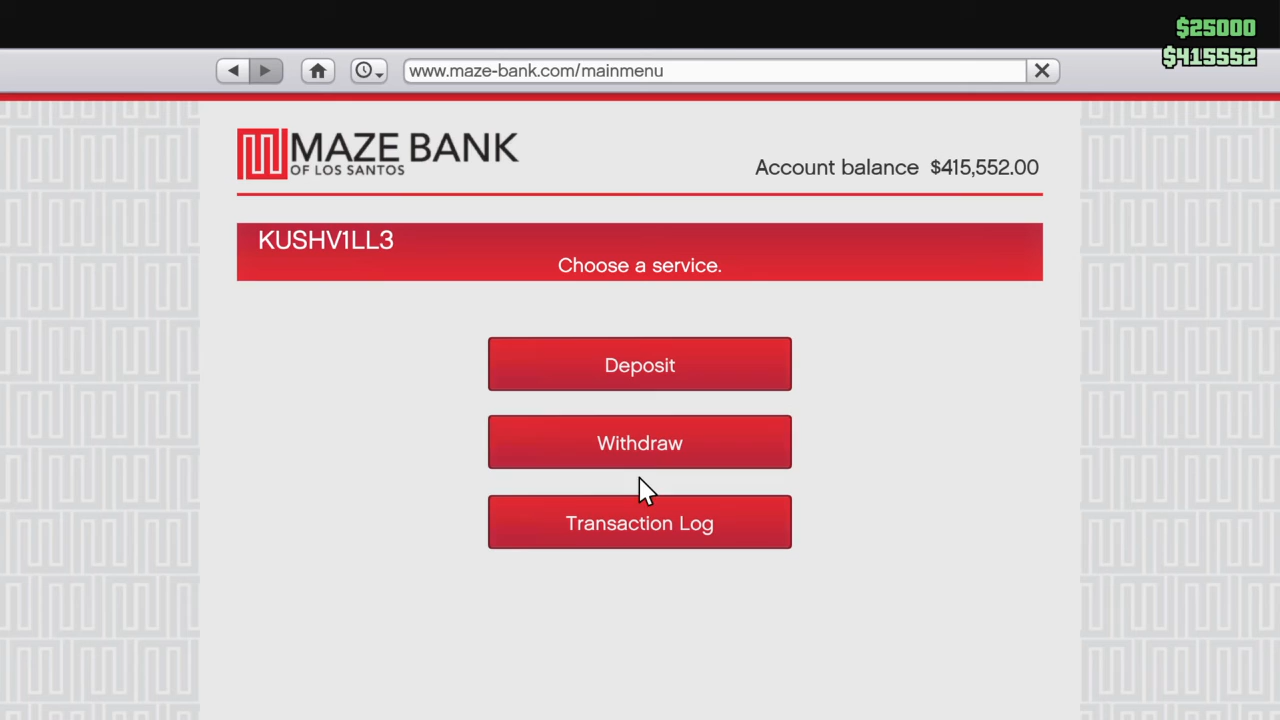 $25000
$415552
www.maze-bank.com/mainmenu
MAZE BANK
OF LOS SANTOS
Account balance $415,552.00
KUSHV1LL3
Choose a service.
Deposit
Withdraw
Transaction Log